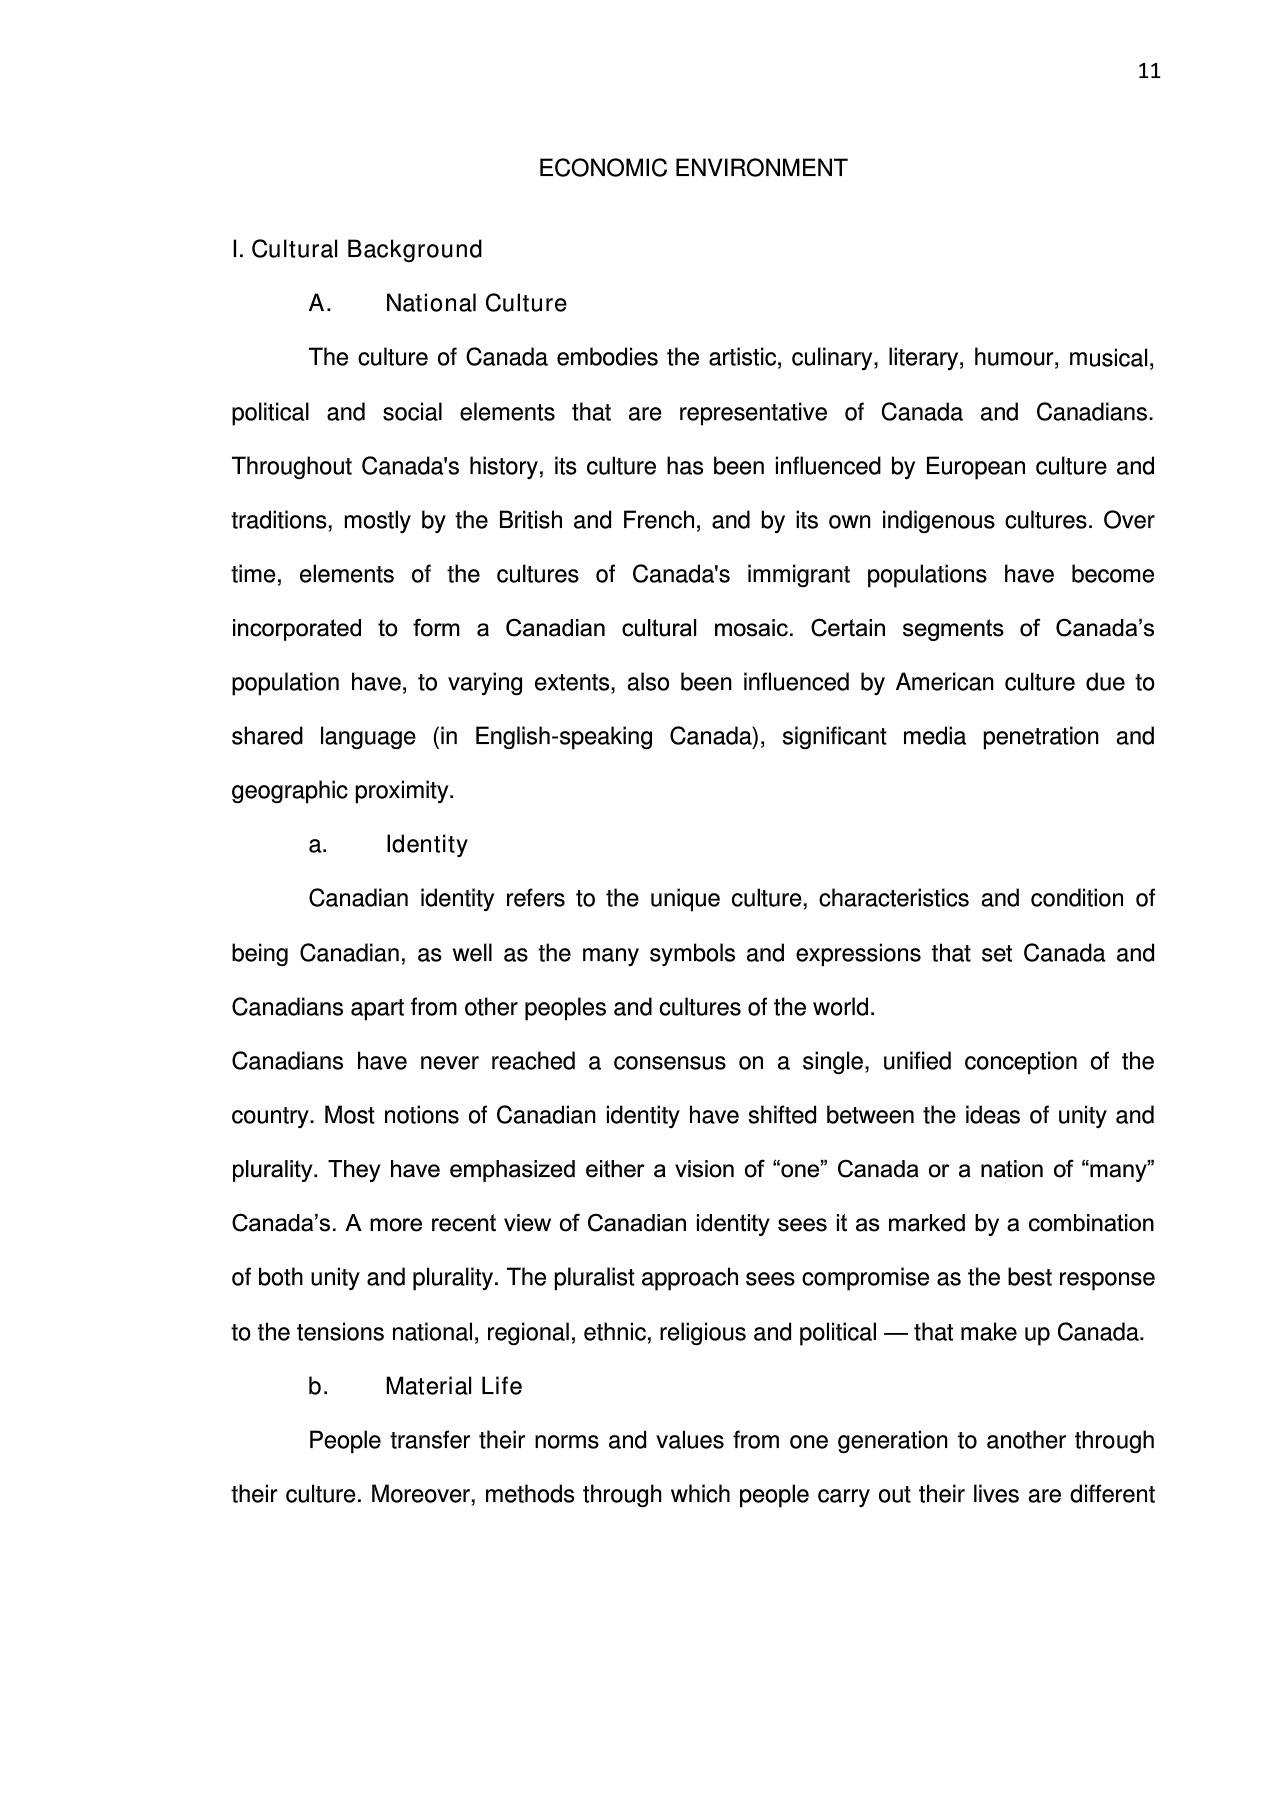 11
ECONOMIC ENVIRONMENT
I. Cultural Background
A. National Culture
The culture of Canada embodies the artistic, culinary, literary, humour, musical,
political and social elements that are representative of Canada and Canadians.
Throughout Canada's history, its culture has been influenced by European culture and
traditions, mostly by the British and French, and by its own indigenous cultures. Over
time, elements of the cultures of Canada's immigrant populations have become
incorporated to form a Canadian cultural mosaic. Certain segments of Canada’s
population have, to varying extents, also been influenced by American culture due to
shared language (in English-speaking Canada), significant media penetration and
geographic proximity.
a. Identity
Canadian identity refers to the unique culture, characteristics and condition of
being Canadian, as well as the many symbols and expressions that set Canada and
Canadians apart from other peoples and cultures of the world.
Canadians have never reached a consensus on a single, unified conception of the
country. Most notions of Canadian identity have shifted between the ideas of unity and
plurality. They have emphasized either a vision of “one” Canada or a nation of “many”
Canada’s. A more recent view of Canadian identity sees it as marked by a combination
of both unity and plurality. The pluralist approach sees compromise as the best response
to the tensions national, regional, ethnic, religious and political — that make up Canada.
b. Material Life
People transfer their norms and values from one generation to another through
their culture. Moreover, methods through which people carry out their lives are different